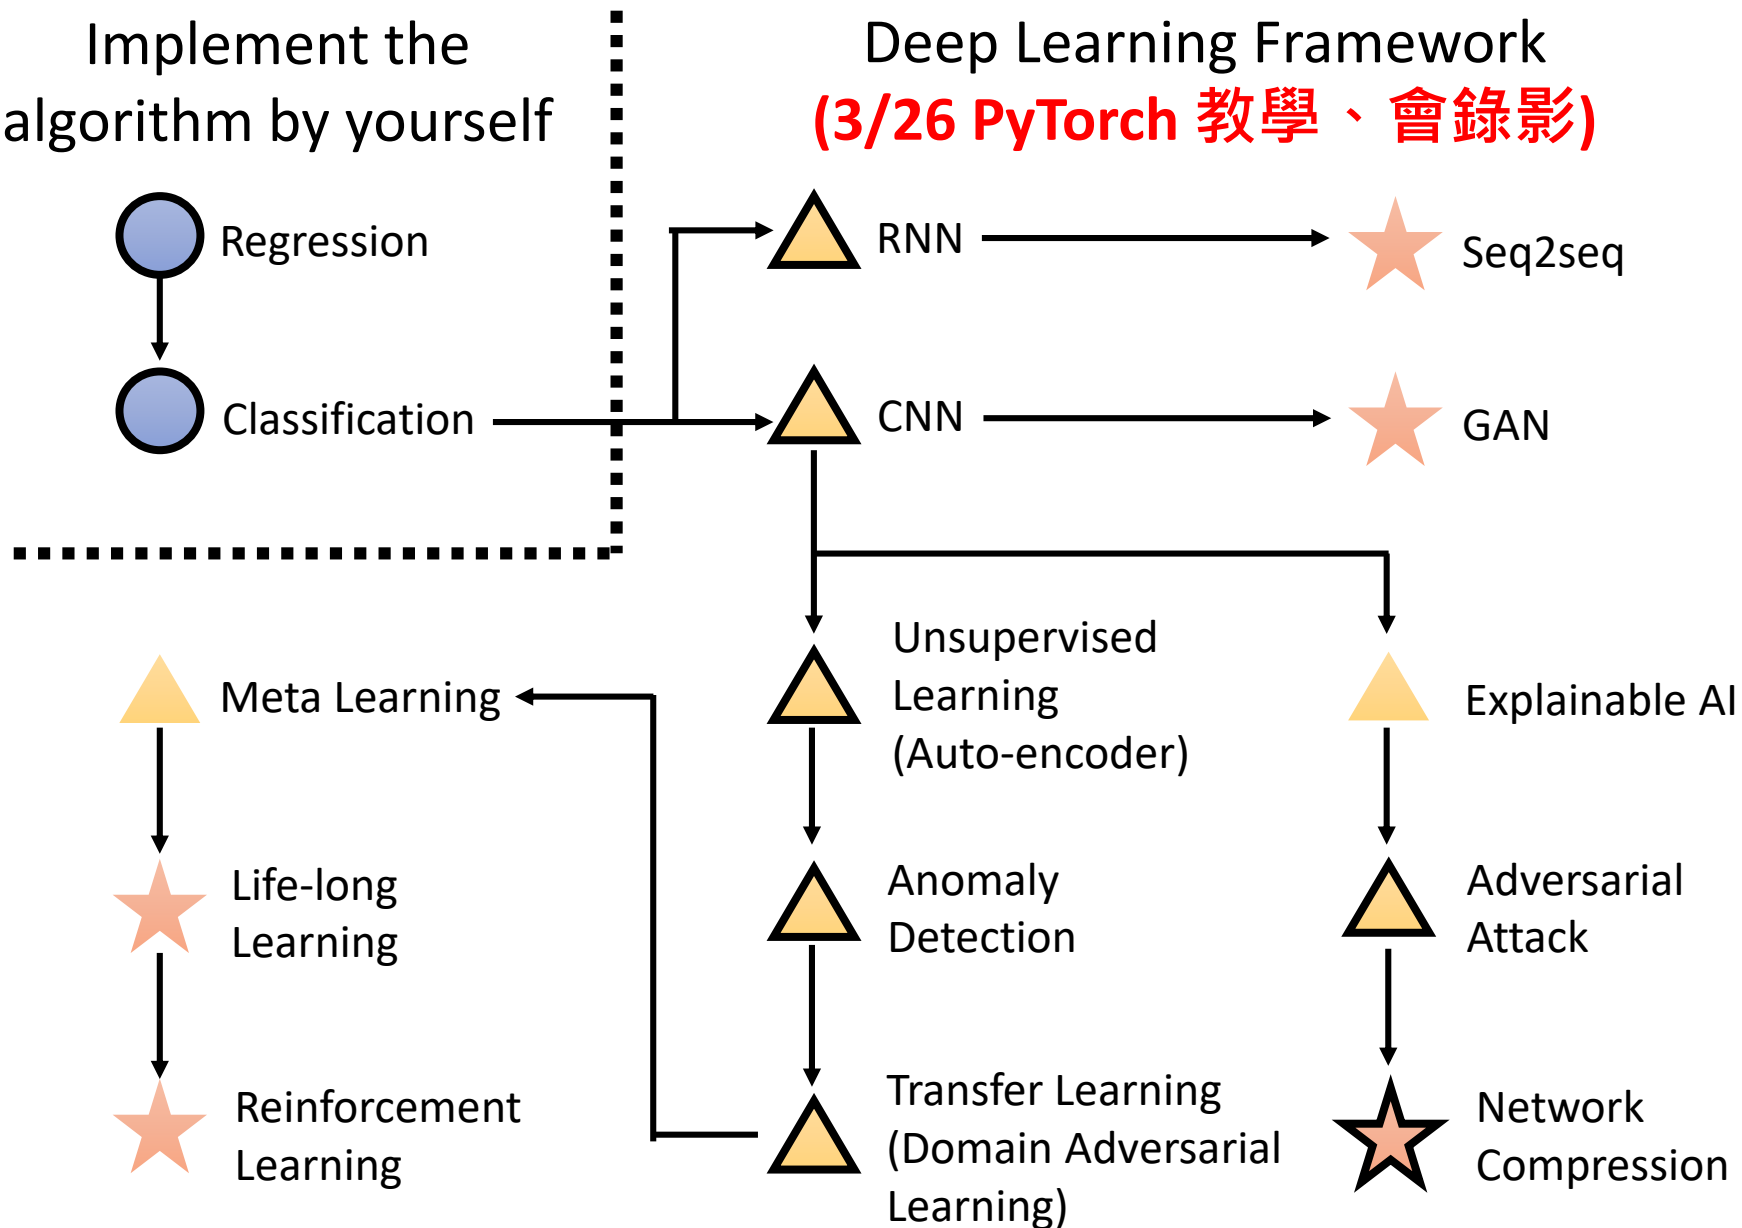 Implement the
algorithm by yourself
Deep Learning Framework
(3/26 PyTorch 教學、會錄影)
Regression
RNN
Seq2seq
Classification
CNN
GAN
Unsupervised
Learning
(Auto-encoder)
Meta Learning
Explainable AI
Life-long
Learning
Anomaly
Detection
Adversarial
Attack
Reinforcement
Learning
Transfer Learning
(Domain Adversarial
Learning)
Network
Compression